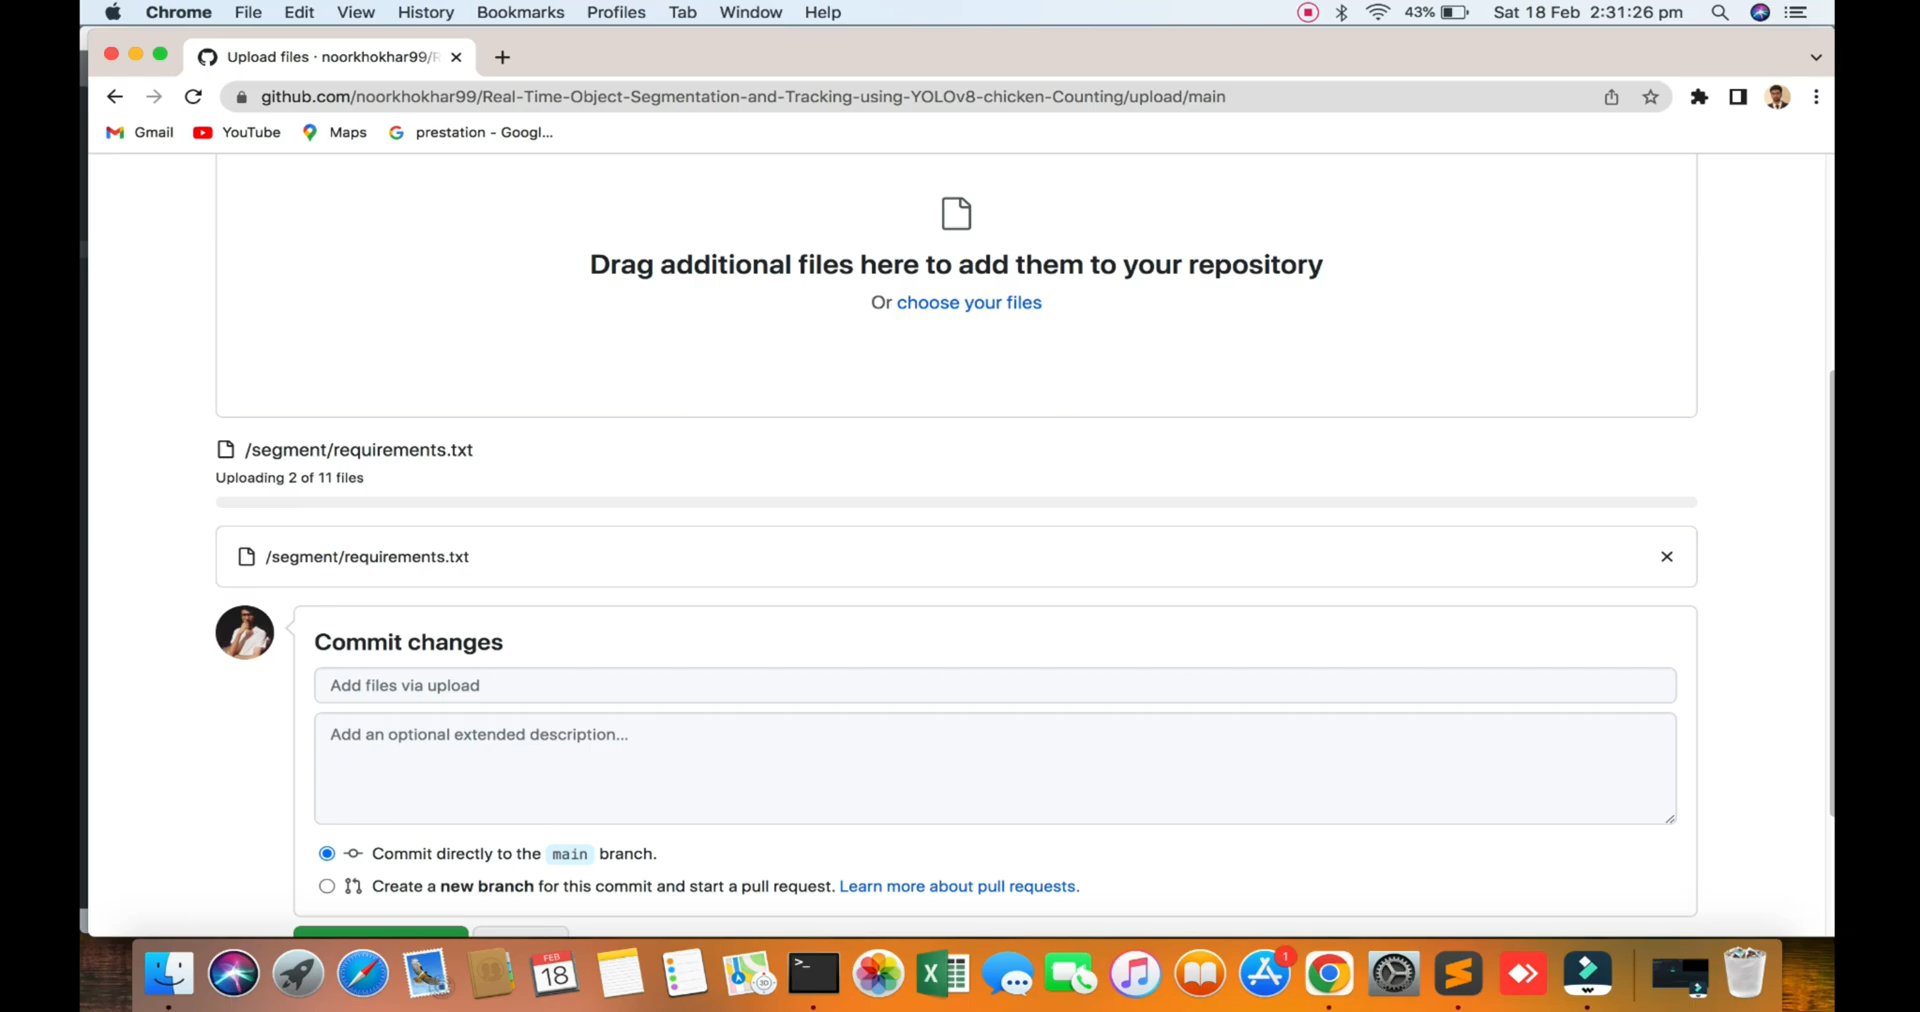 Chrome File Edit View History Bookmarks Profiles Tab Window Help 43% Sat 18 Feb 2:31:26 pm
Upload files · noorkhokhar99/R
github.com/noorkhokhar99/Real-Time-Object-Segmentation-and-Tracking-using-YOLOv8-chicken-Counting/upload/main
Gmail YouTube Maps prestation - Googl...
Drag additional files here to add them to your repository
Or choose your files
/segment/requirements.txt
Uploading 2 of 11 files
/segment/requirements.txt
Commit changes
Add files via upload
Add an optional extended description...
Commit directly to the main branch.
Create a new branch for this commit and start a pull request. Learn more about pull requests.
FEB
18
3D
>_
X
1